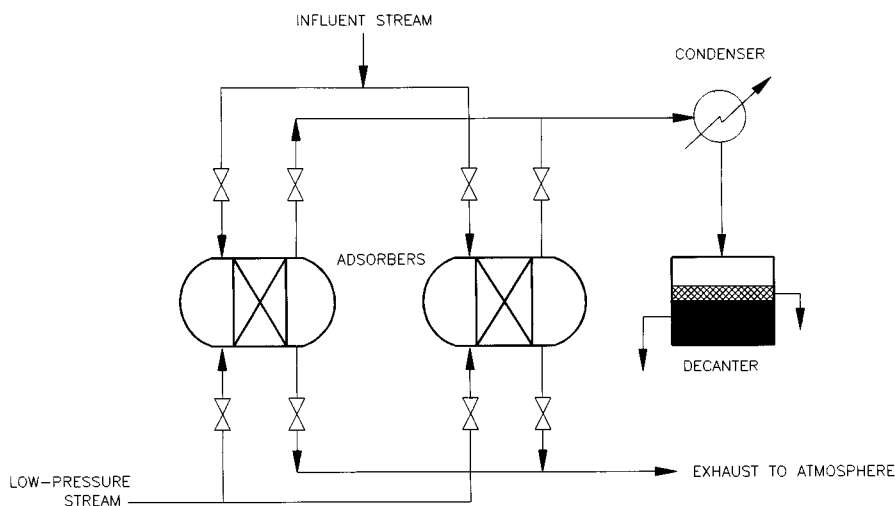 INFLUENT STREAM
CONDENSER
ADSORBERS
DECANTER
LOW-PRESSURE
STREAM
EXHAUST TO ATMOSPHERE